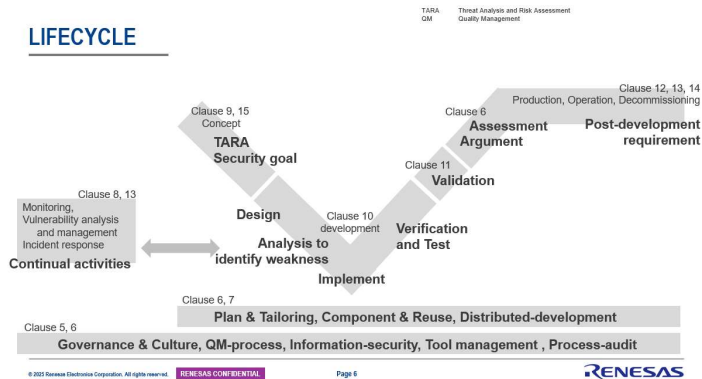 TARA Threat Analysis and Risk Assessment
QM Quality Management
LIFECYCLE
Clause 9, 15
Concept
TARA
Security goal
Clause 12, 13, 14
Production, Operation, Decommissioning
Post-development
requirement
Clause 6
Assessment
Argument
Clause 11
Validation
Clause 8, 13
Monitoring,
Vulnerability analysis
and management
Incident response
Continual activities
Design
Analysis to
identify weakness
Clause 10
development
Verification
and Test
Implement
Clause 6, 7
Plan & Tailoring, Component & Reuse, Distributed-development
Clause 5, 6
Governance & Culture, QM-process, Information-security, Tool management , Process-audit
© 2025 Renesas Electronics Corporation. All rights reserved. RENESAS CONFIDENTIAL Page 6 RENESAS